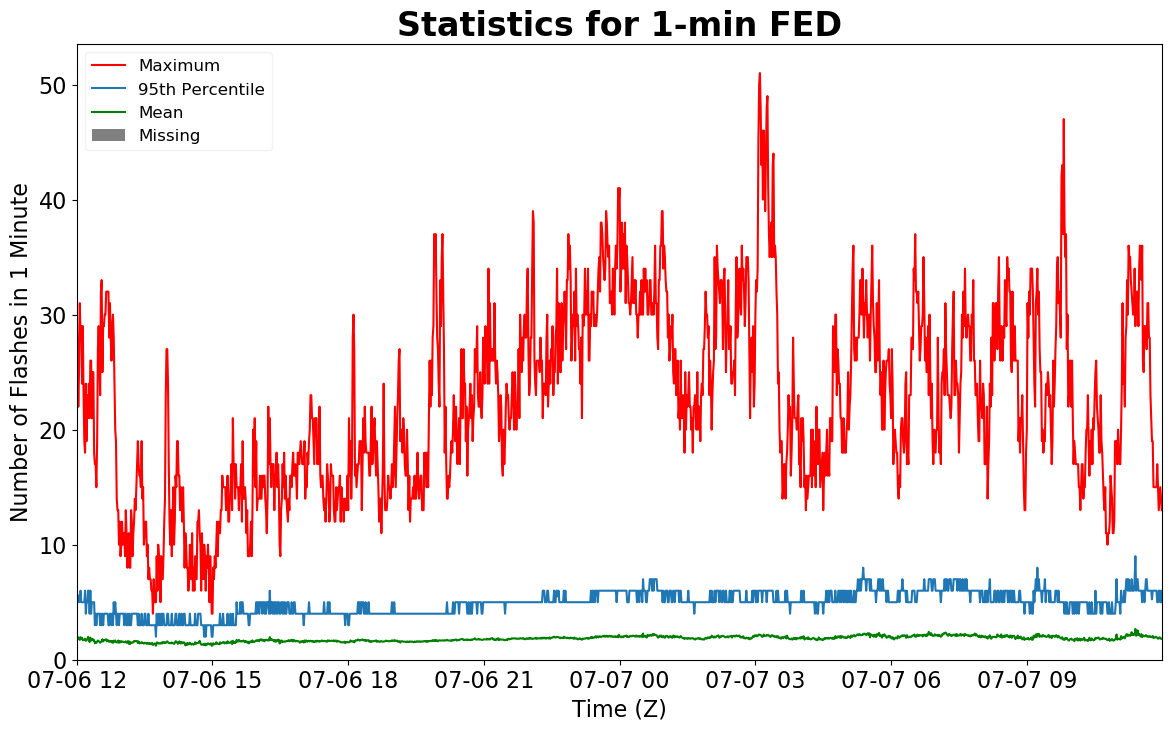 Statistics for 1-min FED
Maximum
95th Percentile
Mean
Missing
Number of Flashes in 1 Minute
50
40
30
20
10
0
07-06 12
07-06 15
07-06 18
07-06 21
07-07 00
07-07 03
07-07 06
07-07 09
Time (Z)